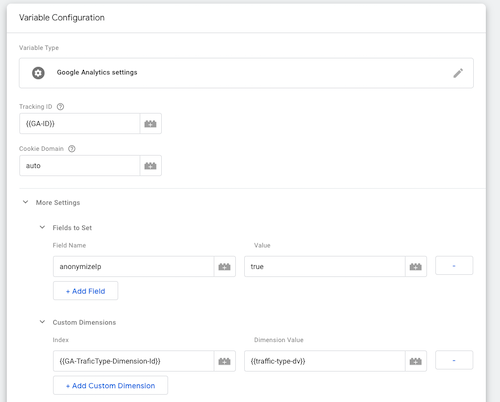 Variable Configuration
Variable Type
Google Analytics settings
Tracking ID ?
{{GA-ID}}
Cookie Domain ?
auto
More Settings
Fields to Set
Field Name Value
anonymizeIp true -
+ Add Field
Custom Dimensions
Index Dimension Value
{{GA-TraficType-Dimension-Id}} {{traffic-type-dv}} -
+ Add Custom Dimension